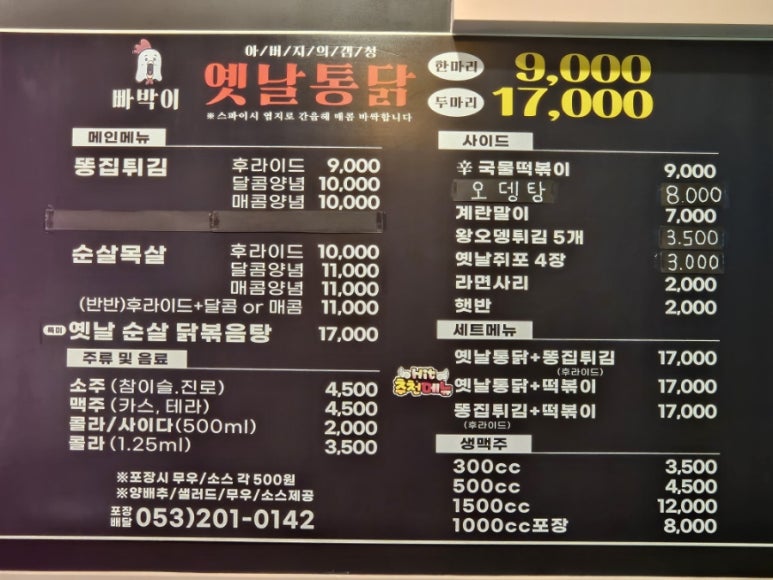 빠박이
아/버/지/의/갬/성
옛날통닭
※스파이시 엄지로 간을해 매콤 바싹합니다
한마리 9,000
두마리 17,000
메인메뉴
똥집튀김 후라이드 9,000
달콤양념 10,000
매콤양념 10,000
순살목살 후라이드 10,000
달콤양념 11,000
매콤양념 11,000
(반반)후라이드+달콤 or 매콤 11,000
옛날 순살 닭볶음탕 17,000
주류 및 음료
소주 (참이슬.진로) 4,500
맥주 (카스, 테라) 4,500
콜라/사이다(500ml) 2,000
콜라 (1.25ml) 3,500
※포장시 무우/소스 각 500원
※양배추/샐러드/무우/소스제공
포장
배달 053)201-0142
사이드
辛 국물떡볶이 9,000
오뎅탕 8.000
계란말이 7,000
왕오뎅튀김 5개 3.500
옛날쥐포 4장 3.000
라면사리 2,000
햇반 2,000
세트메뉴
옛날통닭+똥집튀김 17,000
(후라이드)
Hit
추천메뉴
옛날통닭+떡볶이 17,000
똥집튀김+떡볶이 17,000
(후라이드)
생맥주
300cc 3,500
500cc 4,500
1500cc 12,000
1000cc포장 8,000